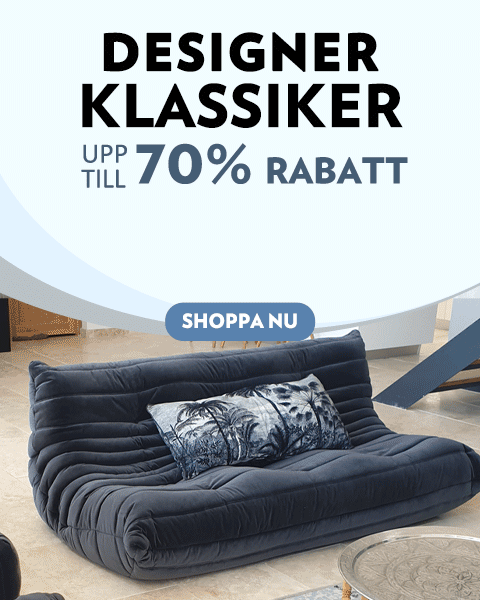 DESIGNER
KLASSIKER
UPP
TILL 70% RABATT
SHOPPA NU